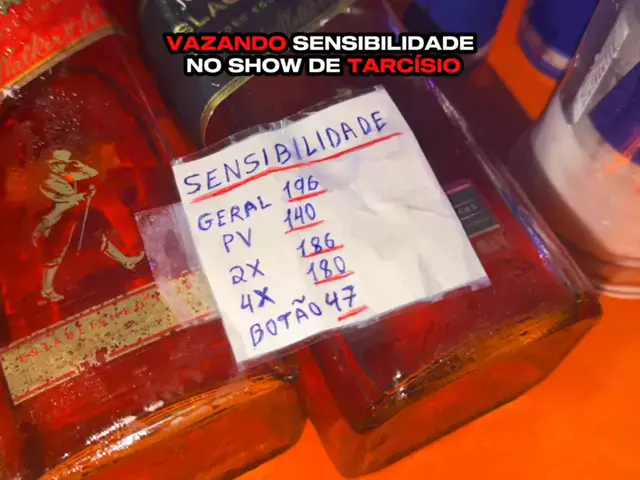 VAZANDO SENSIBILIDADE
NO SHOW DE TARCÍSIO
SENSIBILIDADE
GERAL 196
PV 140
2X 186
4X 180
BOTÃO 47